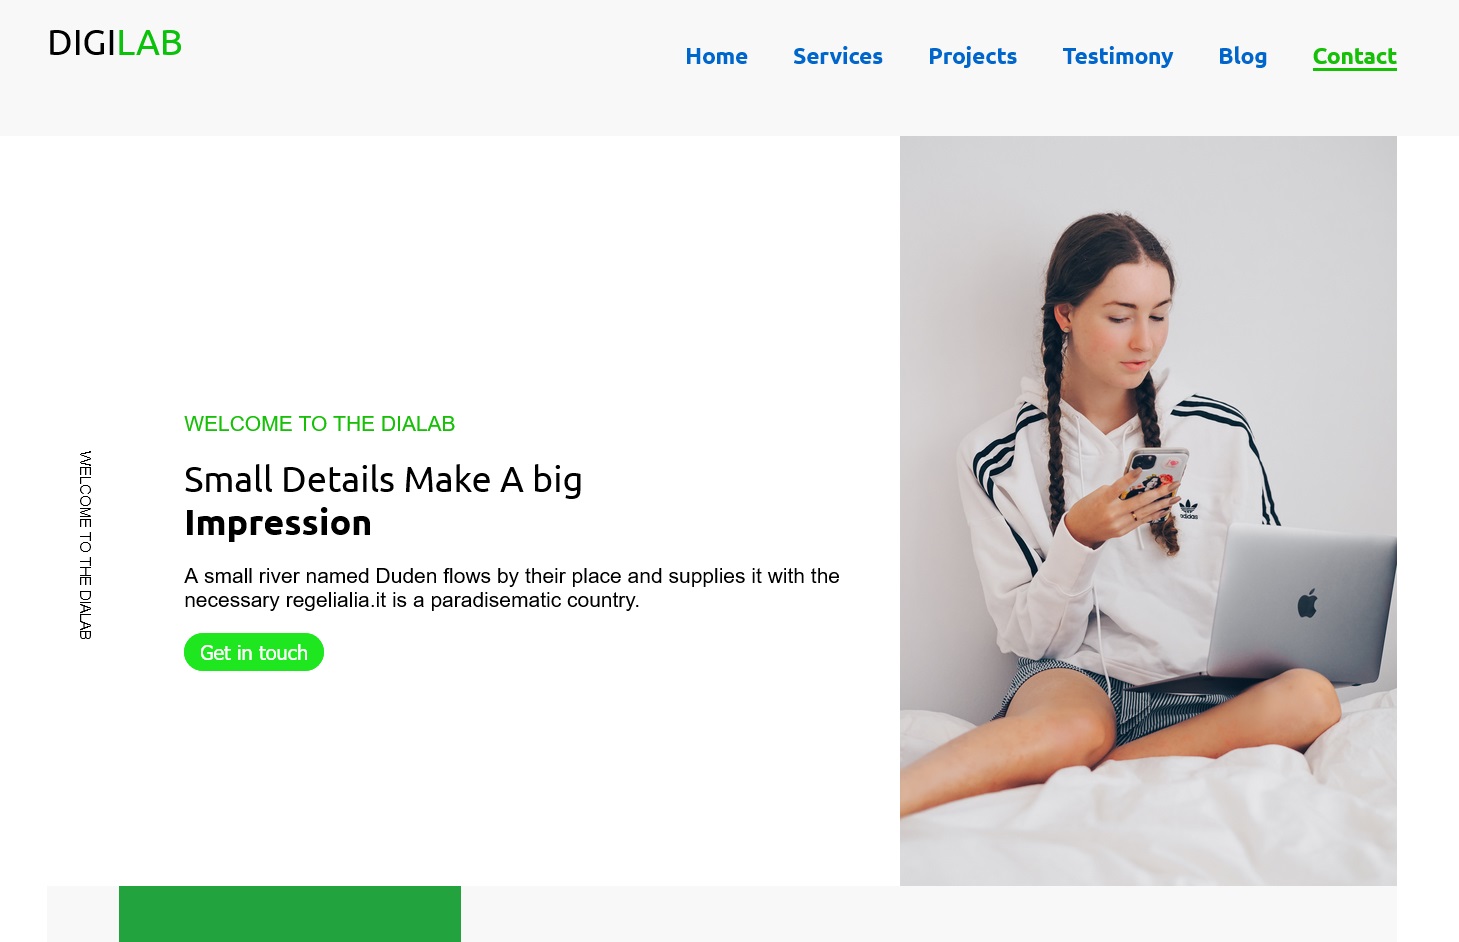 DIGILAB
Home Services Projects Testimony Blog Contact
WELCOME TO THE DIALAB
WELCOME TO THE DIALAB
Small Details Make A big
Impression
A small river named Duden flows by their place and supplies it with the
necessary regelialia.it is a paradisematic country.
Get in touch
adidas